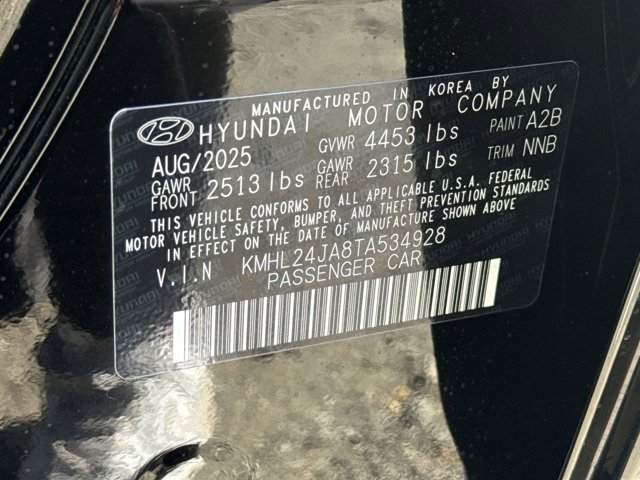 MANUFACTURED IN KOREA BY
HYUNDAI MOTOR COMPANY
AUG/2025 GVWR 4453 lbs PAINT A2B
GAWR FRONT 2513 lbs GAWR REAR 2315 lbs TRIM NNB
THIS VEHICLE CONFORMS TO ALL APPLICABLE U.S.A. FEDERAL
MOTOR VEHICLE SAFETY, BUMPER, AND THEFT PREVENTION STANDARDS
IN EFFECT ON THE DATE OF MANUFACTURE SHOWN ABOVE
V.I.N KMHL24JA8TA534928
PASSENGER CAR